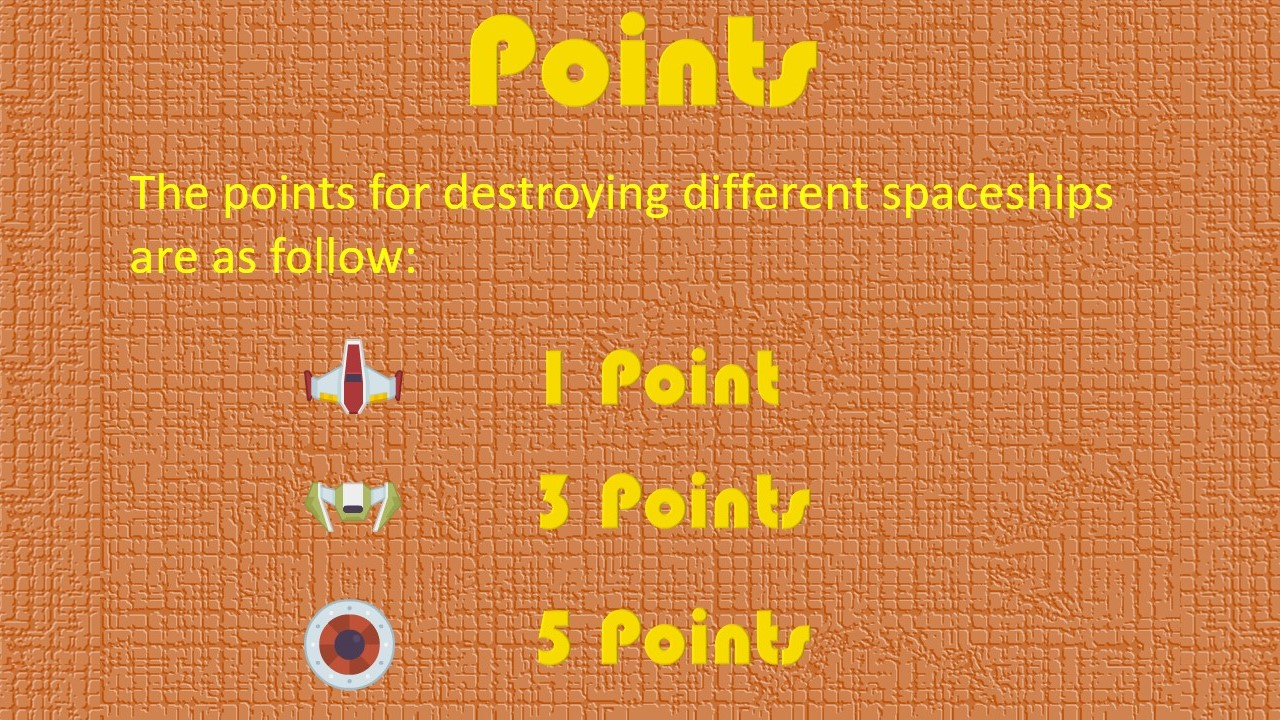 Points
The points for destroying different spaceships
are as follow:
1 Point
3 Points
5 Points